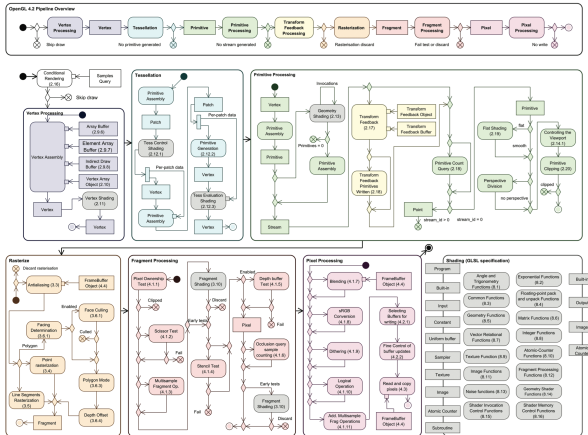 OpenGL 4.2 Pipeline Overview
Vertex
Vertex
Processing
Tessellation
Primitive
Primitive
Processing
Transform
Feedback
Processing
Rasterization
Fragment
Fragment
Processing
Pixel
Pixel
Processing
Skip draw
No primitive generated
No stream generated
Rasterization discard
Fail test or discard
No write
Conditional
Rendering
(2.16)
Samples
Query
Skip draw
Vertex Processing
Vertex Assembly
Array Buffer
(2.9.6)
Element Array
Buffer (2.9.7)
Indirect Draw
Buffer (2.9.8)
Vertex Array
Object (2.10)
Vertex
Vertex Shading
(2.11)
Vertex
Tessellation
Primitive
Assembly
Patch
Tess Control
Shading
(2.12.1)
Per-patch data
Patch
Per-patch data
Primitive
Generation
(2.12.2)
Vertex
Vertex
Tess Evaluation
Shading
(2.12.3)
Primitive
Assembly
Vertex
Primitive Processing
Vertex
Primitive
Assembly
Primitive
Stream
Invocations
Geometry
Shading
(2.13)
Primitives = 0
Primitive
Assembly
Transform
Feedback
(2.17)
Transform
Feedback Object
Transform
Feedback Buffer
Transform
Feedback
Primitives
Written (2.18)
Primitive Count
Query (2.18)
Point
stream_id > 0
stream_id = 0
Primitive
flat
Flat Shading
(2.19)
smooth
Perspective
Division
no perspective
Controlling the
Viewport
(2.14.1)
Primitive
Clipping (2.20)
clipped
Rasterize
Discard rasterisation
Antialiasing (3.3)
FrameBuffer
Object (4.4)
Enabled
Face Culling
(3.6.1)
Culled
Facing
Determination
(3.6.1)
Polygon
Point
rasterization
(3.4)
Polygon Mode
(3.6.3)
Line Segments
Rasterization
(3.5)
Depth Offset
(3.6.4)
Fragment
Fragment Processing
Pixel Ownership
Test (4.1.1)
Clipped
Scissor Test
(4.1.2)
Fail
Multisample
Fragment Op.
(4.1.3)
Fragment
Shading (3.10)
Discard
Early tests
Stencil Test
(4.1.4)
Fail
Enabled
Depth buffer
Test (4.1.5)
Fail
Pixel
Occlusion query
sample
counting (4.1.6)
Early tests
Fragment
Shading (3.10)
Discard
Pixel Processing
Blending (4.1.7)
FrameBuffer
Object (4.4)
sRGB
Conversion
(4.1.8)
Selecting
Buffers for
writing (4.2.1)
Dithering (4.1.9)
Fine Control of
buffer updates
(4.2.2)
Logical
Operation
(4.1.10)
Read and copy
pixels (4.3)
Add. Multisample
Frag Operations
(4.1.11)
FrameBuffer
Object (4.4)
Shading (GLSL specification)
Program
Built-in
Input
Constant
Uniform buffer
Sampler
Texture
Image
Atomic Counter
Subroutine
Angle and
Trigonometry
Functions (8.1)
Exponential Functions
(8.2)
Common Functions
(8.3)
Floating-point pack
and unpack (8.4)
Geometry Functions
(8.5)
Matrix Functions (8.6)
Vector Relational
Functions (8.7)
Integer Functions
(8.8)
Texture Function (8.9)
Atomic-Counter
Functions (8.10)
Image Functions
(8.11)
Fragment Processing
Functions (8.12)
Noise functions (8.13)
Geometry Shader
Functions (8.14)
Shader Invocation
Control Functions
(8.15)
Shader Memory
Control Functions
(8.16)
Built-in
Output
Image
Atomic
Counter